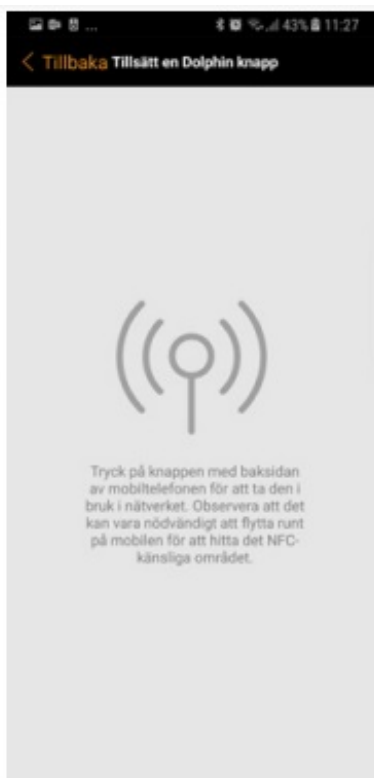 ... 43% 11:27
Tillbaka Tillsätt en Dolphin knapp
Tryck på knappen med baksidan
av mobiltelefonen för att ta den i
bruk i nätverket. Observera att det
kan vara nödvändigt att flytta runt
på mobilen för att hitta det NFC-
känsliga området.